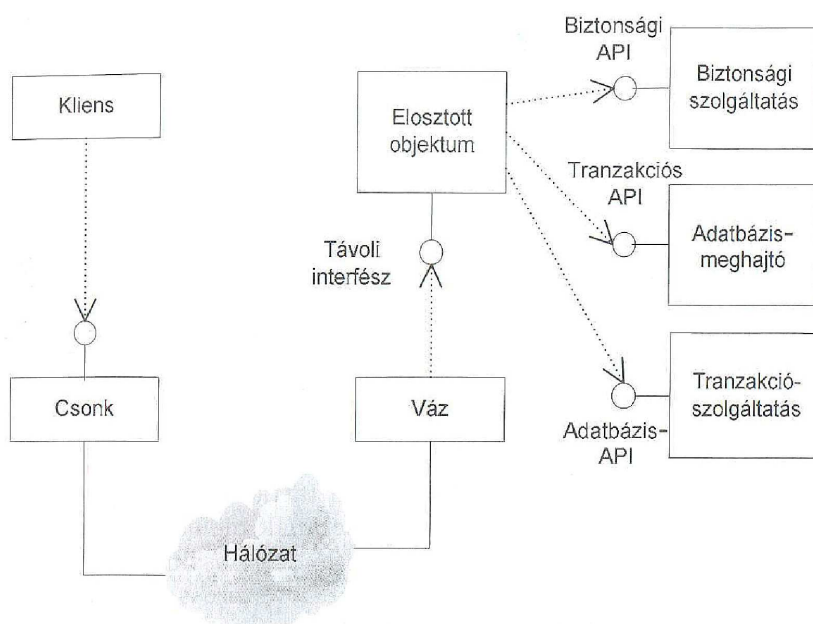 Biztonsági
API
Biztonsági
szolgáltatás
Kliens
Elosztott
objektum
Tranzakciós
API
Adatbázis-
meghajtó
Távoli
interfész
Csonk
Váz
Tranzakció-
szolgáltatás
Adatbázis-
API
Hálózat